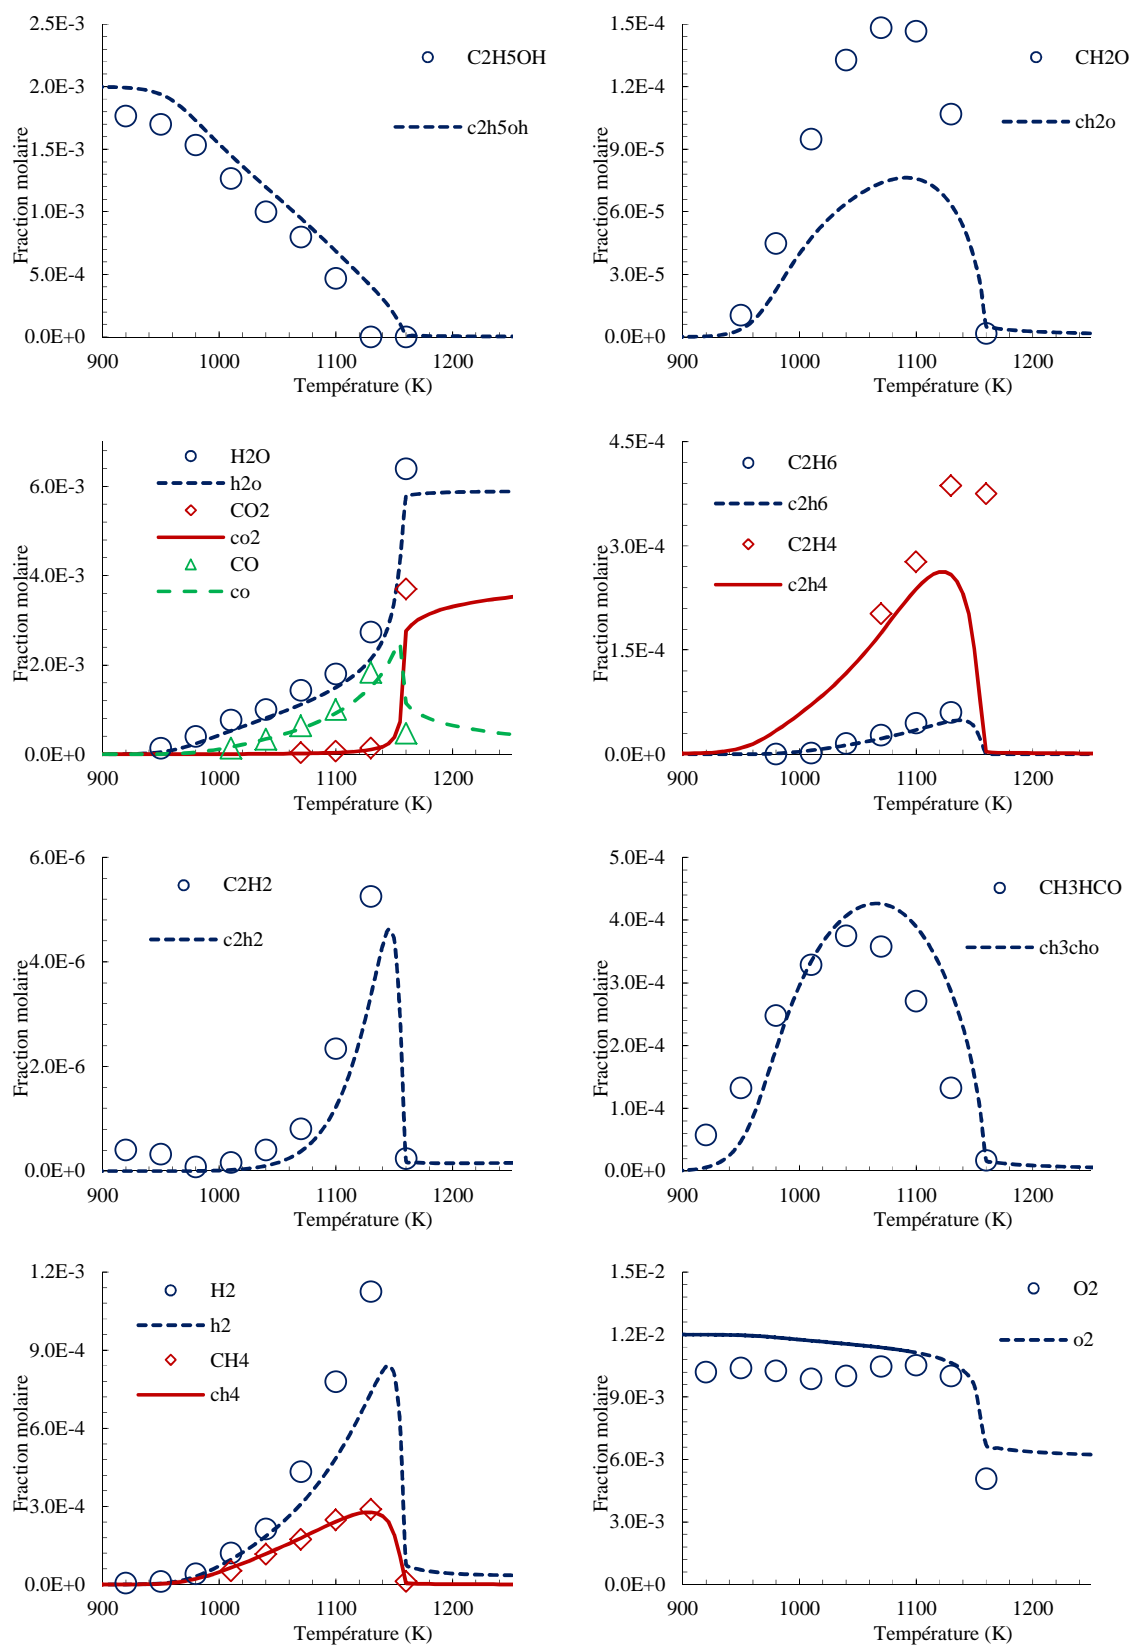 2.5E-3
2.0E-3
1.5E-3
1.0E-3
5.0E-4
0.0E+0
900 1000 1100 1200
Fraction molaire
Température (K)
C2H5OH
c2h5oh
1.5E-4
1.2E-4
9.0E-5
6.0E-5
3.0E-5
0.0E+0
900 1000 1100 1200
Fraction molaire
Température (K)
CH2O
ch2o
6.0E-3
4.0E-3
2.0E-3
0.0E+0
900 1000 1100 1200
Fraction molaire
Température (K)
H2O
h2o
CO2
co2
CO
co
4.5E-4
3.0E-4
1.5E-4
0.0E+0
900 1000 1100 1200
Fraction molaire
Température (K)
C2H6
c2h6
C2H4
c2h4
6.0E-6
4.0E-6
2.0E-6
0.0E+0
900 1000 1100 1200
Fraction molaire
Température (K)
C2H2
c2h2
5.0E-4
4.0E-4
3.0E-4
2.0E-4
1.0E-4
0.0E+0
900 1000 1100 1200
Fraction molaire
Température (K)
CH3HCO
ch3cho
1.2E-3
9.0E-4
6.0E-4
3.0E-4
0.0E+0
900 1000 1100 1200
Fraction molaire
Température (K)
H2
h2
CH4
ch4
1.5E-2
1.2E-2
9.0E-3
6.0E-3
3.0E-3
0.0E+0
900 1000 1100 1200
Fraction molaire
Température (K)
O2
o2